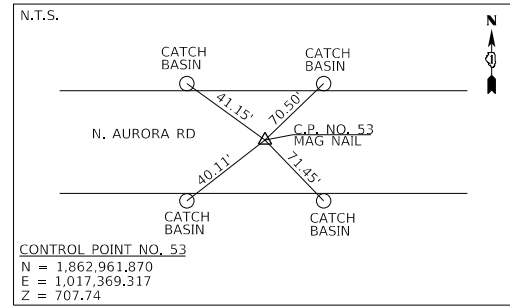 N.T.S.
N
CATCH
BASIN
CATCH
BASIN
41.15'
70.50'
N. AURORA RD
C.P. NO. 53
MAG NAIL
40.11'
71.45'
CATCH
BASIN
CATCH
BASIN
CONTROL POINT NO. 53
N = 1,862,961.870
E = 1,017,369.317
Z = 707.74